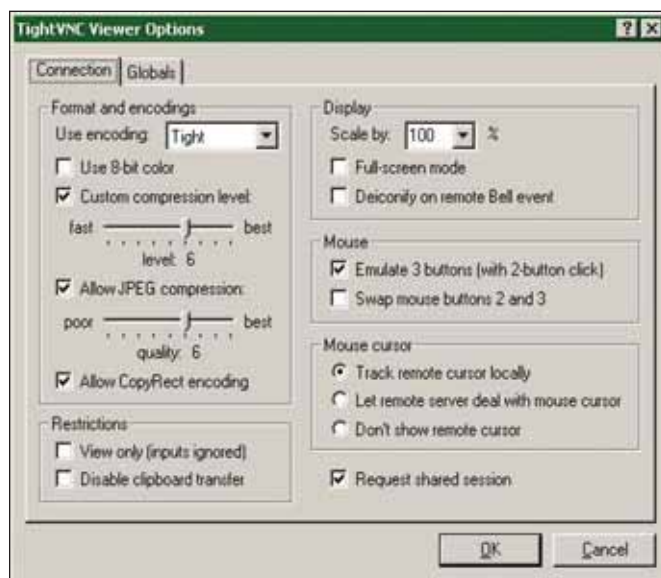 TightVNC Viewer Options
Connection
Globals
Format and encodings
Use encoding: Tight
Use 8-bit color
Custom compression level:
fast best
level: 6
Allow JPEG compression:
poor best
quality: 6
Allow CopyRect encoding
Restrictions
View only (inputs ignored)
Disable clipboard transfer
Display
Scale by: 100 %
Full-screen mode
Deiconify on remote Bell event
Mouse
Emulate 3 buttons (with 2-button click)
Swap mouse buttons 2 and 3
Mouse cursor
Track remote cursor locally
Let remote server deal with mouse cursor
Don't show remote cursor
Request shared session
OK
Cancel